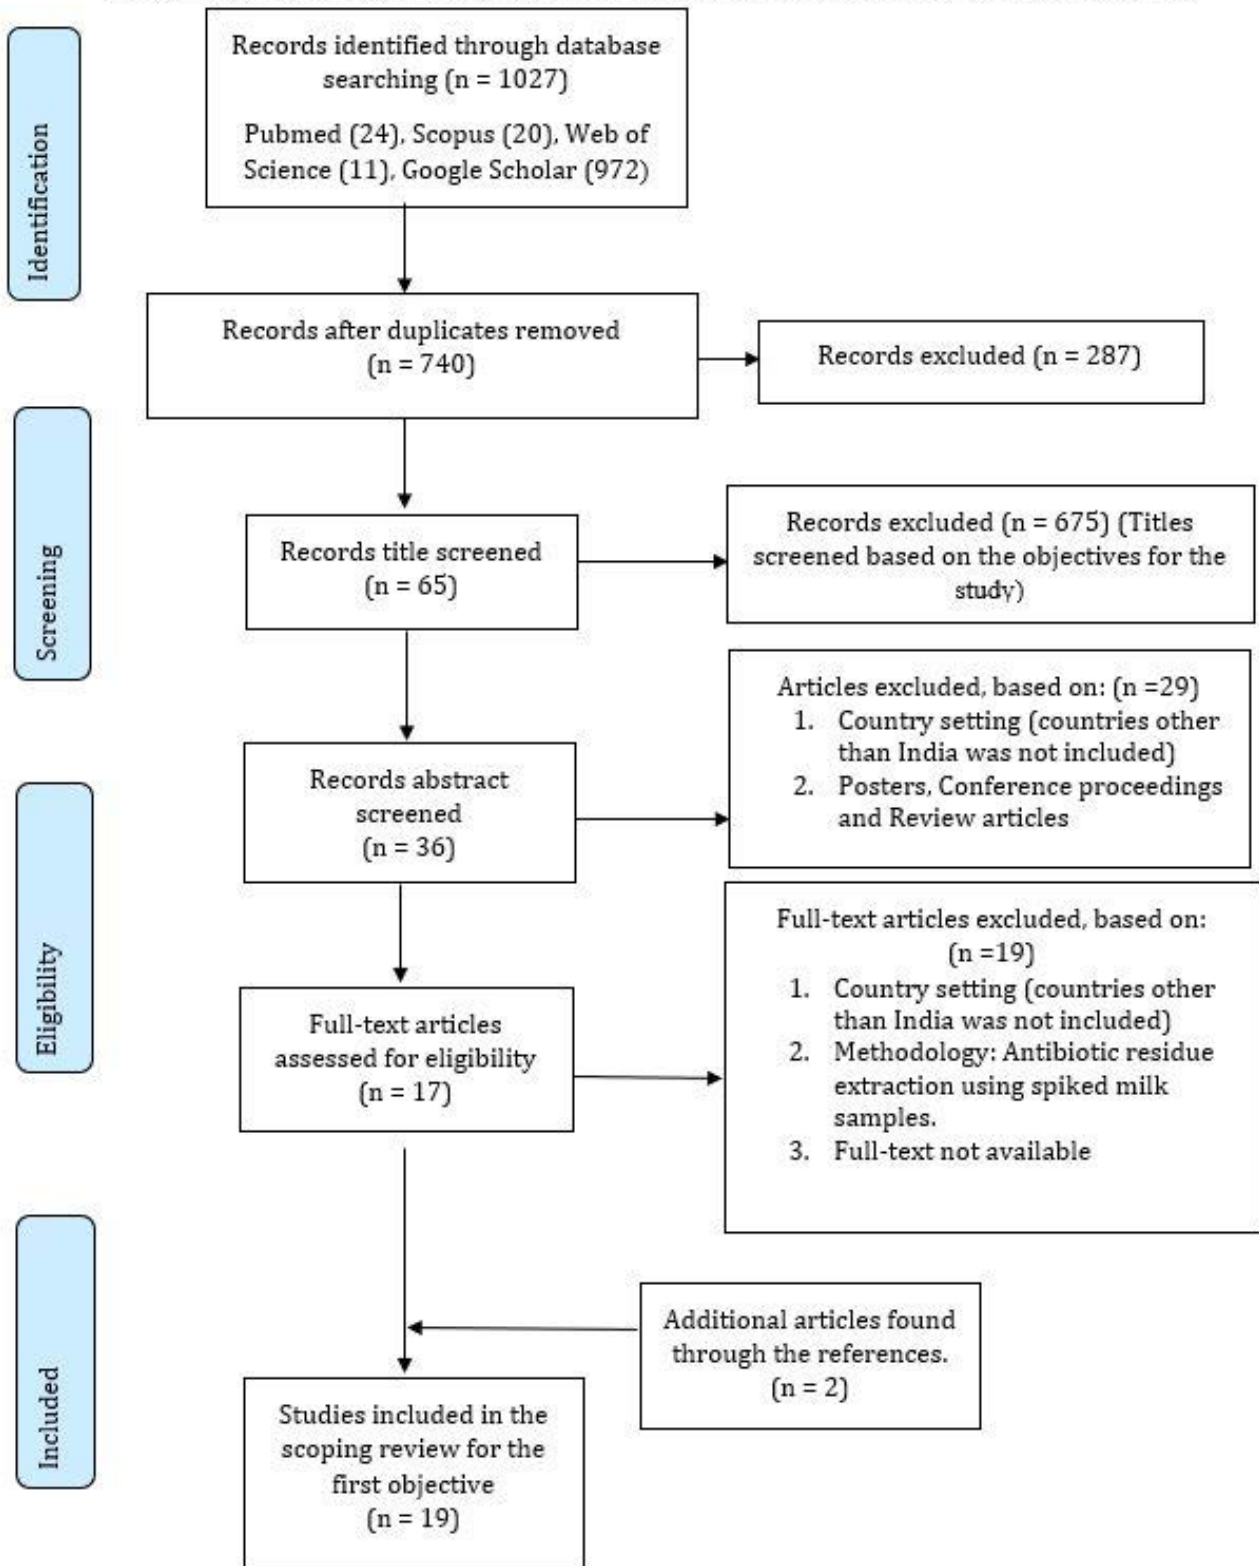 Identification
Records identified through database
searching (n = 1027)
Pubmed (24), Scopus (20), Web of
Science (11), Google Scholar (972)
Records after duplicates removed
(n = 740)
Records excluded (n = 287)
Screening
Records title screened
(n = 65)
Records excluded (n = 675) (Titles
screened based on the objectives for the
study)
Records abstract
screened
(n = 36)
Articles excluded, based on: (n =29)
1. Country setting (countries other
than India was not included)
2. Posters, Conference proceedings
and Review articles
Eligibility
Full-text articles
assessed for eligibility
(n = 17)
Full-text articles excluded, based on:
(n =19)
1. Country setting (countries other
than India was not included)
2. Methodology: Antibiotic residue
extraction using spiked milk
samples.
3. Full-text not available
Included
Additional articles found
through the references.
(n = 2)
Studies included in the
scoping review for the
first objective
(n = 19)